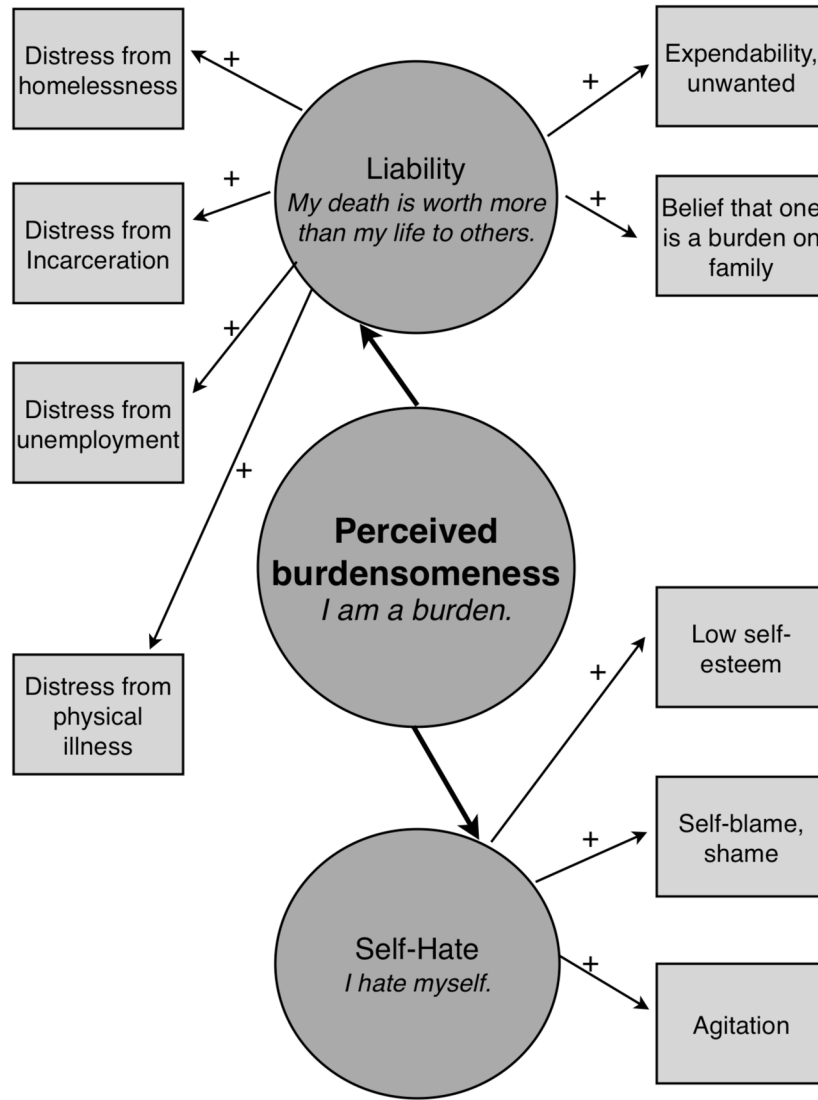 Distress from
homelessness
+
+
Expendability,
unwanted
Liability
My death is worth more
than my life to others.
Distress from
Incarceration
+
+
Belief that one
is a burden on
family
Distress from
unemployment
+
+
Distress from
physical
illness
Perceived
burdensomeness
I am a burden.
Low self-
esteem
+
Self-blame,
shame
+
Self-Hate
I hate myself.
+
Agitation